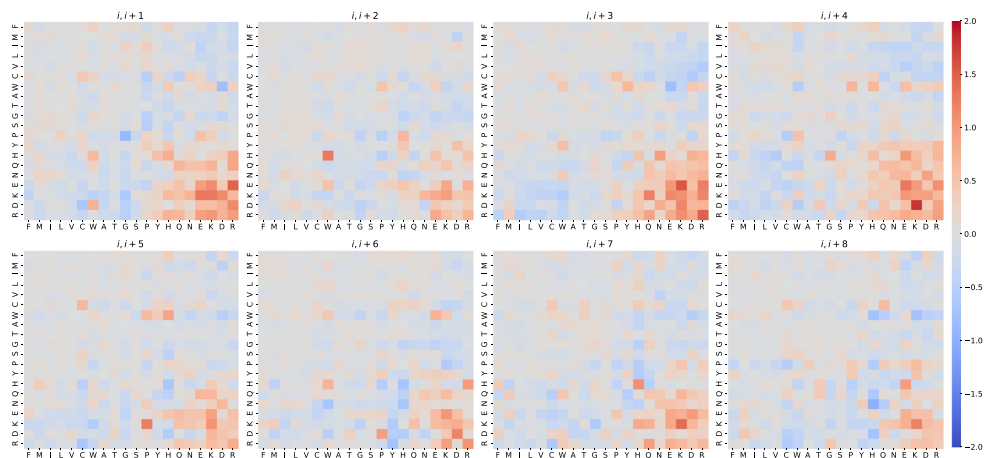 i, i + 1
i, i + 2
i, i + 3
i, i + 4
R D K E N Q H Y P S G T A W C V L I M F
R D K E N Q H Y P S G T A W C V L I M F
R D K E N Q H Y P S G T A W C V L I M F
R D K E N Q H Y P S G T A W C V L I M F
F M I L V C W A T G S P Y H Q N E K D R
F M I L V C W A T G S P Y H Q N E K D R
F M I L V C W A T G S P Y H Q N E K D R
F M I L V C W A T G S P Y H Q N E K D R
i, i + 5
i, i + 6
i, i + 7
i, i + 8
R D K E N Q H Y P S G T A W C V L I M F
R D K E N Q H Y P S G T A W C V L I M F
R D K E N Q H Y P S G T A W C V L I M F
R D K E N Q H Y P S G T A W C V L I M F
F M I L V C W A T G S P Y H Q N E K D R
F M I L V C W A T G S P Y H Q N E K D R
F M I L V C W A T G S P Y H Q N E K D R
F M I L V C W A T G S P Y H Q N E K D R
2.0
1.5
1.0
0.5
0.0
−0.5
−1.0
−1.5
−2.0